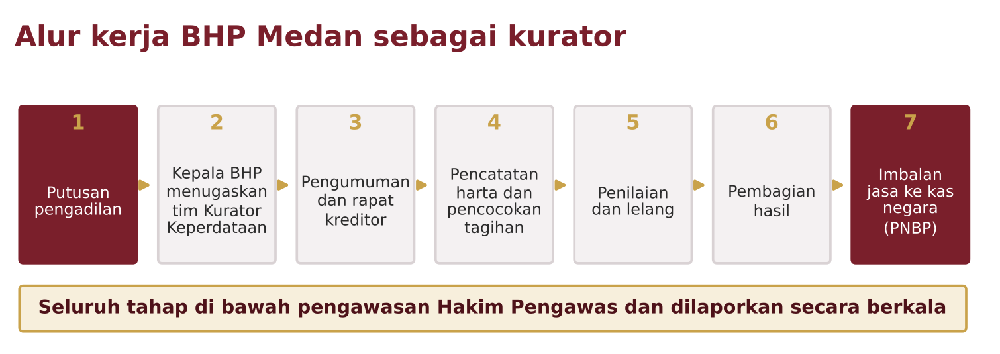 Alur kerja BHP Medan sebagai kurator
1
Putusan
pengadilan
2
Kepala BHP
menugaskan
tim Kurator
Keperdataan
3
Pengumuman
dan rapat
kreditor
4
Pencatatan
harta dan
pencocokan
tagihan
5
Penilaian
dan lelang
6
Pembagian
hasil
7
Imbalan
jasa ke kas
negara
(PNBP)
Seluruh tahap di bawah pengawasan Hakim Pengawas dan dilaporkan secara berkala